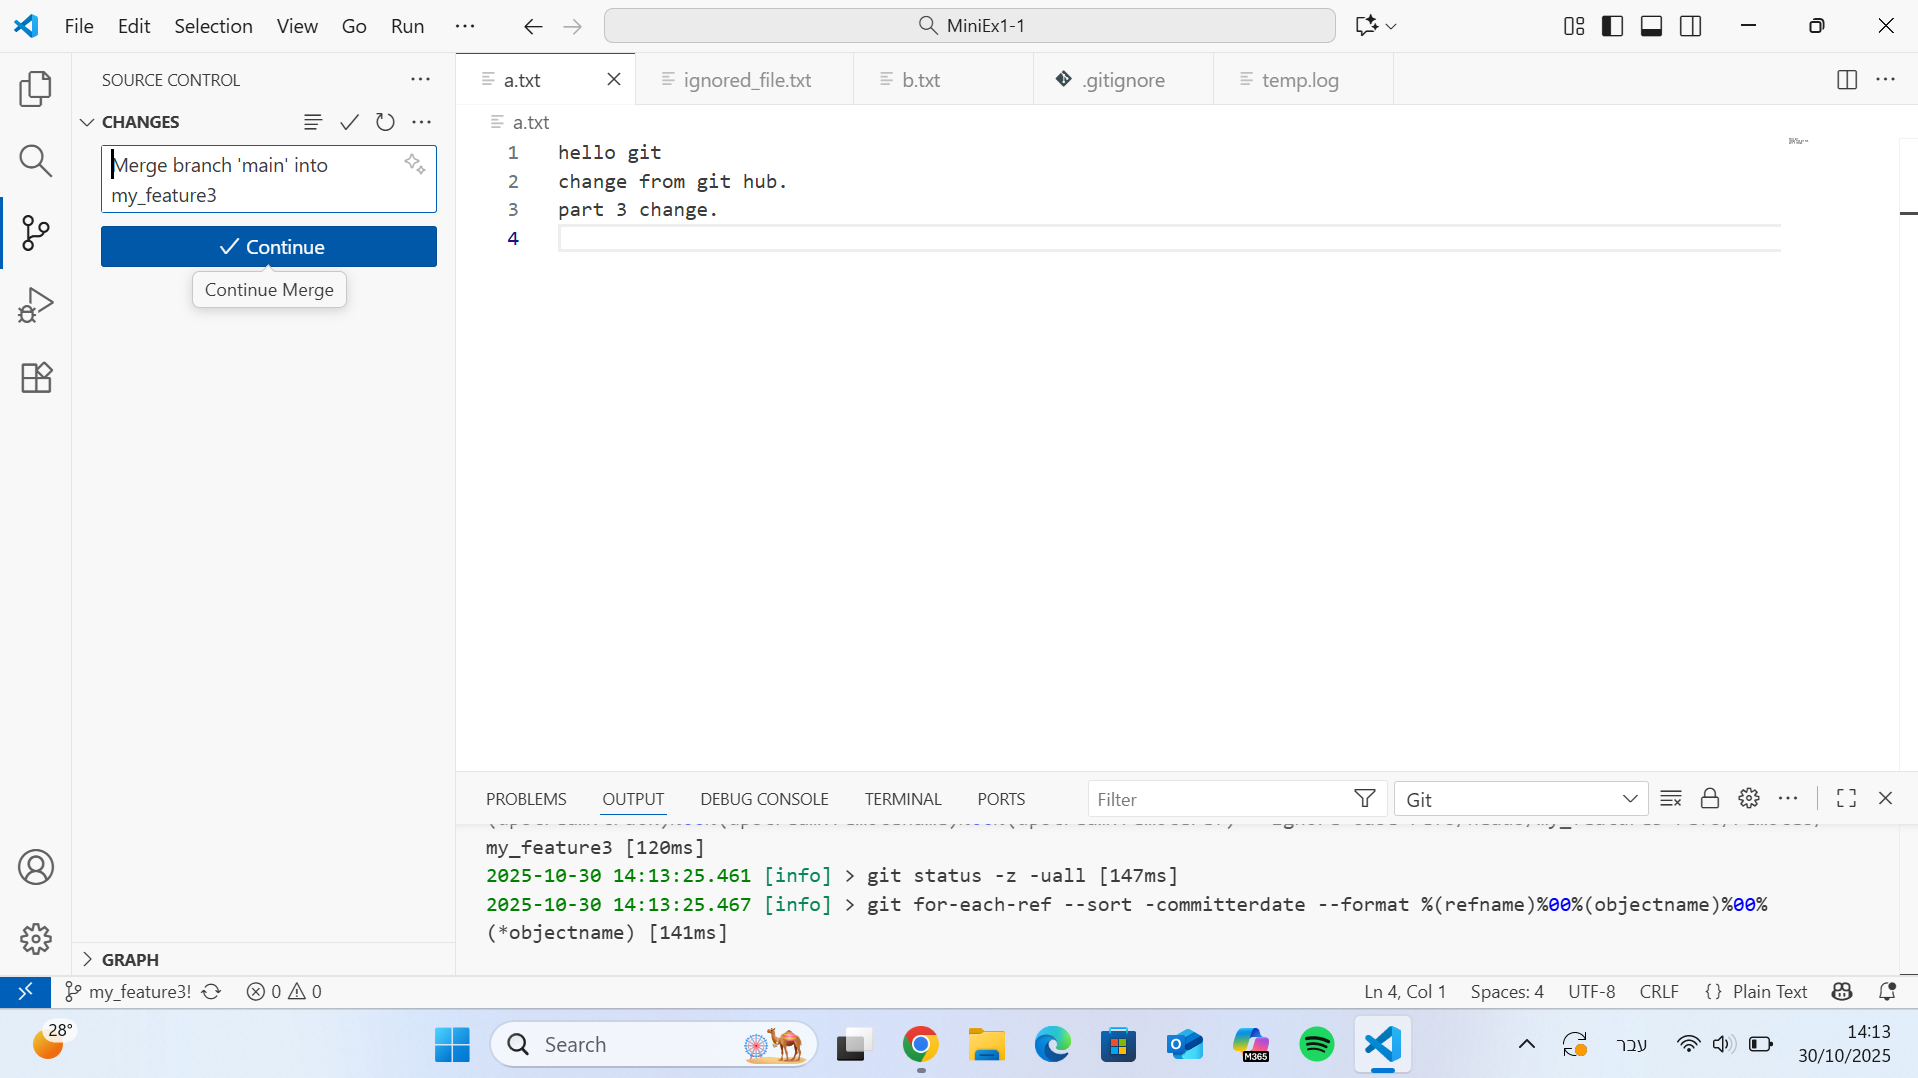 File Edit Selection View Go Run
MiniEx1-1
SOURCE CONTROL
CHANGES
Merge branch 'main' into
my_feature3
Continue
Continue Merge
GRAPH
a.txt
ignored_file.txt
b.txt
.gitignore
temp.log
a.txt
1 hello git
2 change from git hub.
3 part 3 change.
4
PROBLEMS OUTPUT DEBUG CONSOLE TERMINAL PORTS
Filter
Git
my_feature3 [120ms]
2025-10-30 14:13:25.461 [info] > git status -z -uall [147ms]
2025-10-30 14:13:25.467 [info] > git for-each-ref --sort -committerdate --format %(refname)%00%(objectname)%00%
(*objectname) [141ms]
my_feature3! 0 0
Ln 4, Col 1 Spaces: 4 UTF-8 CRLF {} Plain Text
28°
Search
M365
עבר
14:13
30/10/2025